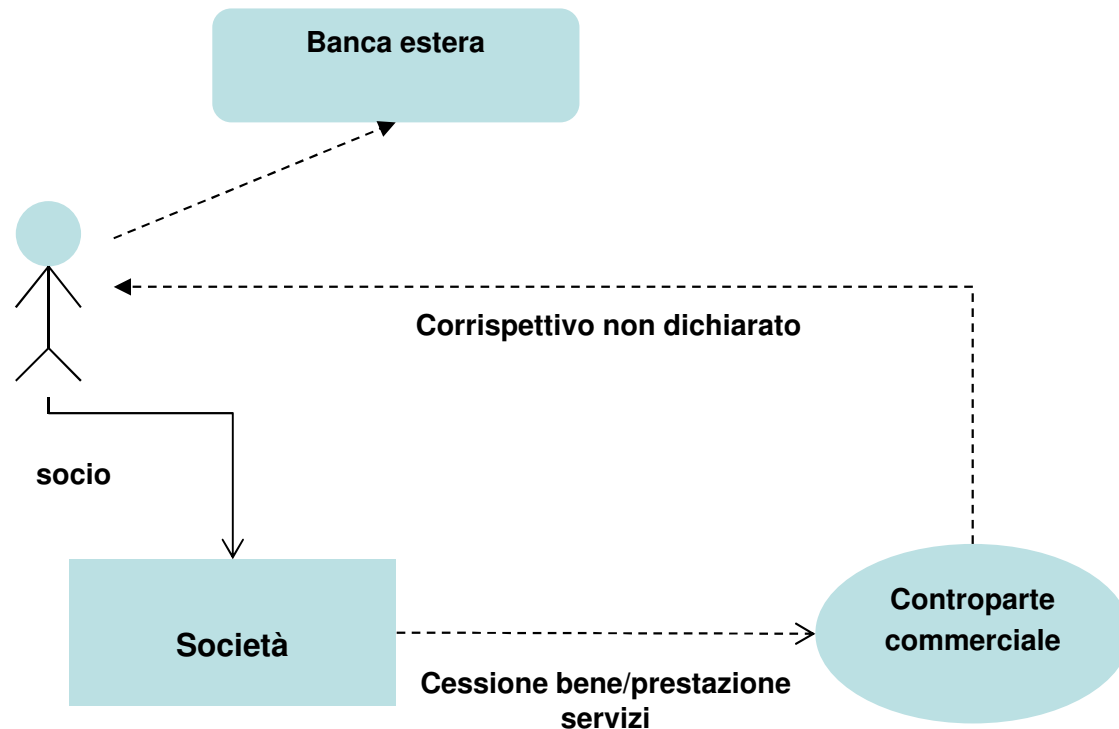 Banca estera
Corrispettivo non dichiarato
socio
Società
Controparte
commerciale
Cessione bene/prestazione
servizi